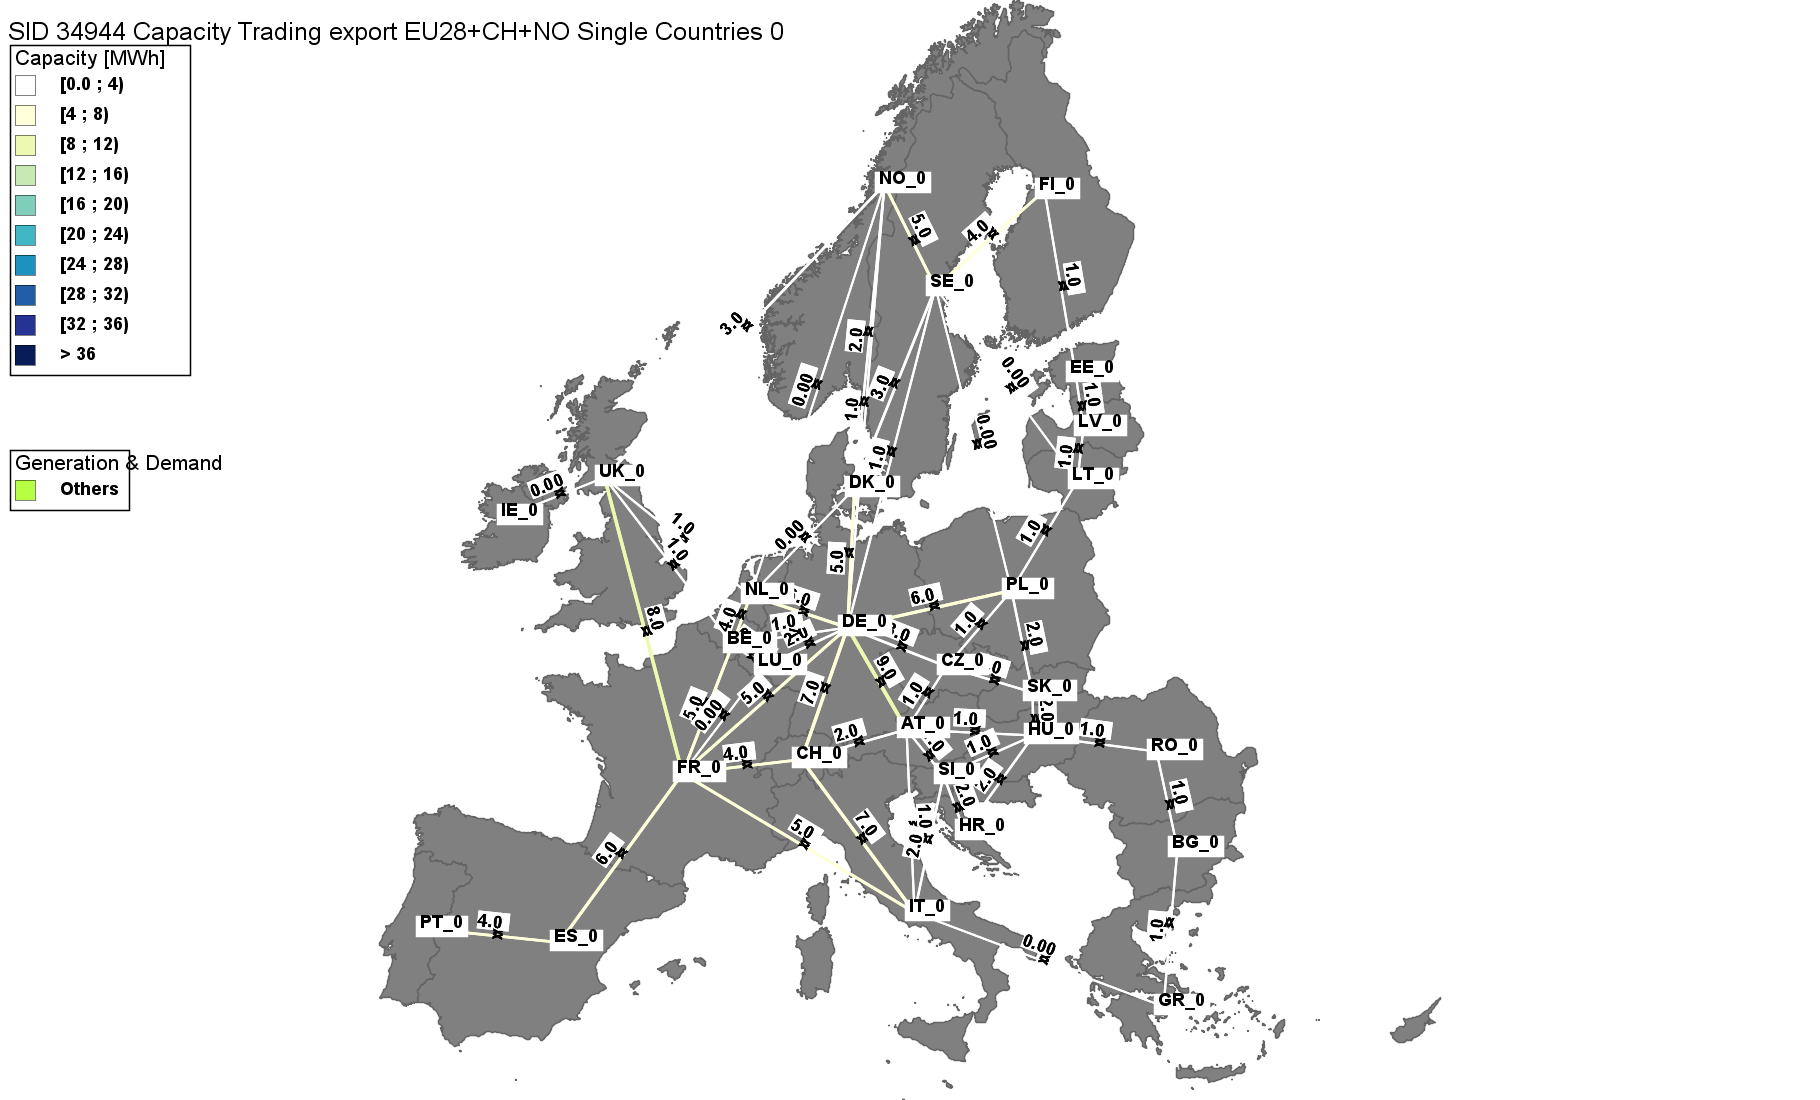 SID 34944 Capacity Trading export EU28+CH+NO Single Countries 0
Capacity [MWh]
[0.0 ; 4)
[4 ; 8)
[8 ; 12)
[12 ; 16)
[16 ; 20)
[20 ; 24)
[24 ; 28)
[28 ; 32)
[32 ; 36)
> 36
Generation & Demand
Others
NO_0
FI_0
5.0
4.0
SE_0
1.0
3.0
2.0
0.00
1.0
3.0
0.00
EE_0
1.0
LV_0
0.00
1.0
1.0
LT_0
UK_0
0.00
IE_0
DK_0
1.0
1.0
0.00
5.0
1.0
NL_0
PL_0
6.0
4.0
8.0
1.0
DE_0
BE_0
2.0
1.0
2.0
LU_0
CZ_0
9.0
SK_0
7.0
5.0
1.0
5.0
0.00
2.0
AT_0
1.0
HU_0
1.0
2.0
RO_0
4.0
CH_0
1.0
FR_0
SI_0
2.0
2.0
1.0
5.0
7.0
1.0
HR_0
2.0
BG_0
6.0
IT_0
PT_0
4.0
ES_0
1.0
0.00
GR_0